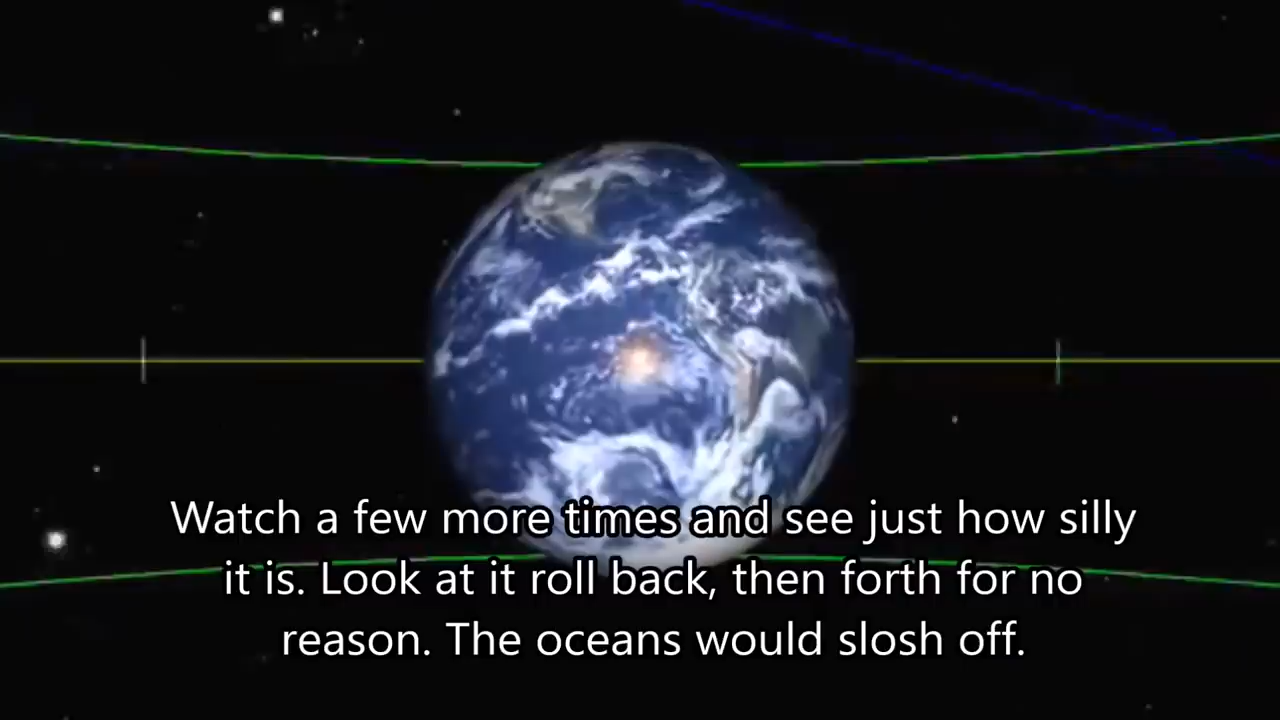 Watch a few more times and see just how silly
it is. Look at it roll back, then forth for no
reason. The oceans would slosh off.